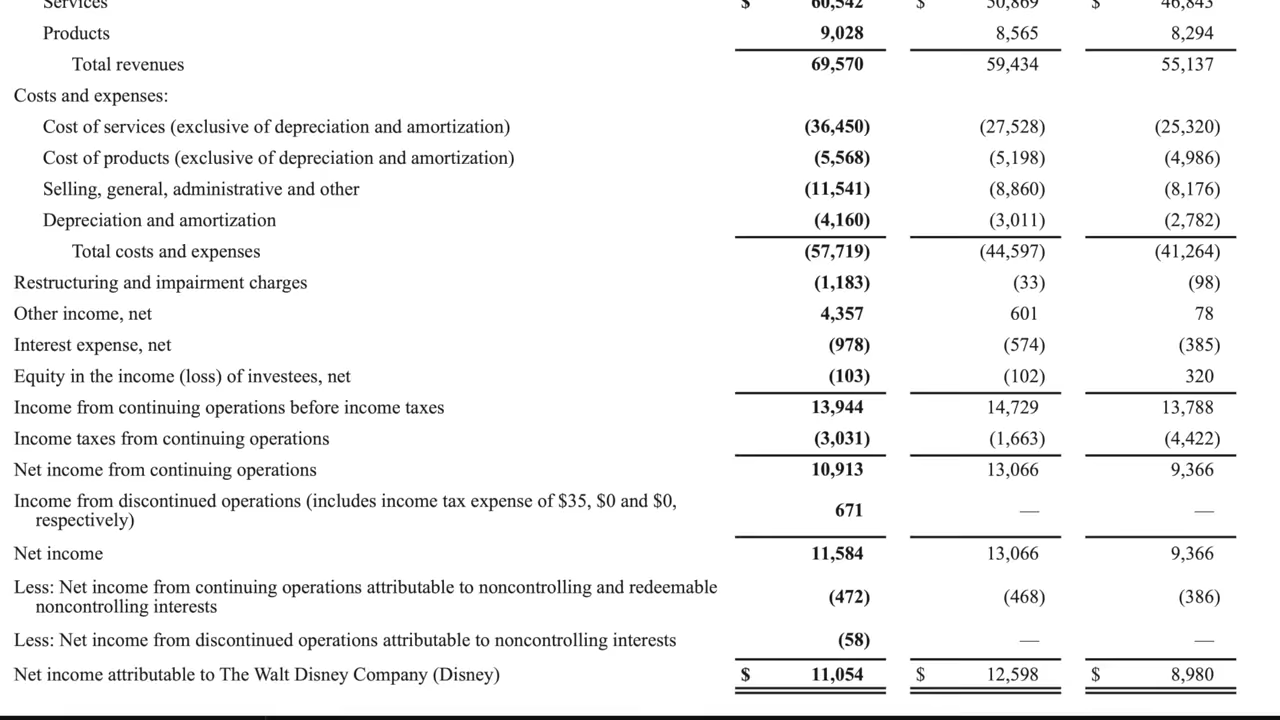 Services $ 60,542 $ 50,869 $ 46,843
Products 9,028 8,565 8,294
Total revenues 69,570 59,434 55,137
Costs and expenses:
Cost of services (exclusive of depreciation and amortization) (36,450) (27,528) (25,320)
Cost of products (exclusive of depreciation and amortization) (5,568) (5,198) (4,986)
Selling, general, administrative and other (11,541) (8,860) (8,176)
Depreciation and amortization (4,160) (3,011) (2,782)
Total costs and expenses (57,719) (44,597) (41,264)
Restructuring and impairment charges (1,183) (33) (98)
Other income, net 4,357 601 78
Interest expense, net (978) (574) (385)
Equity in the income (loss) of investees, net (103) (102) 320
Income from continuing operations before income taxes 13,944 14,729 13,788
Income taxes from continuing operations (3,031) (1,663) (4,422)
Net income from continuing operations 10,913 13,066 9,366
Income from discontinued operations (includes income tax expense of $35, $0 and $0,
respectively) 671 — —
Net income 11,584 13,066 9,366
Less: Net income from continuing operations attributable to noncontrolling and redeemable
noncontrolling interests (472) (468) (386)
Less: Net income from discontinued operations attributable to noncontrolling interests (58) — —
Net income attributable to The Walt Disney Company (Disney) $ 11,054 $ 12,598 $ 8,980